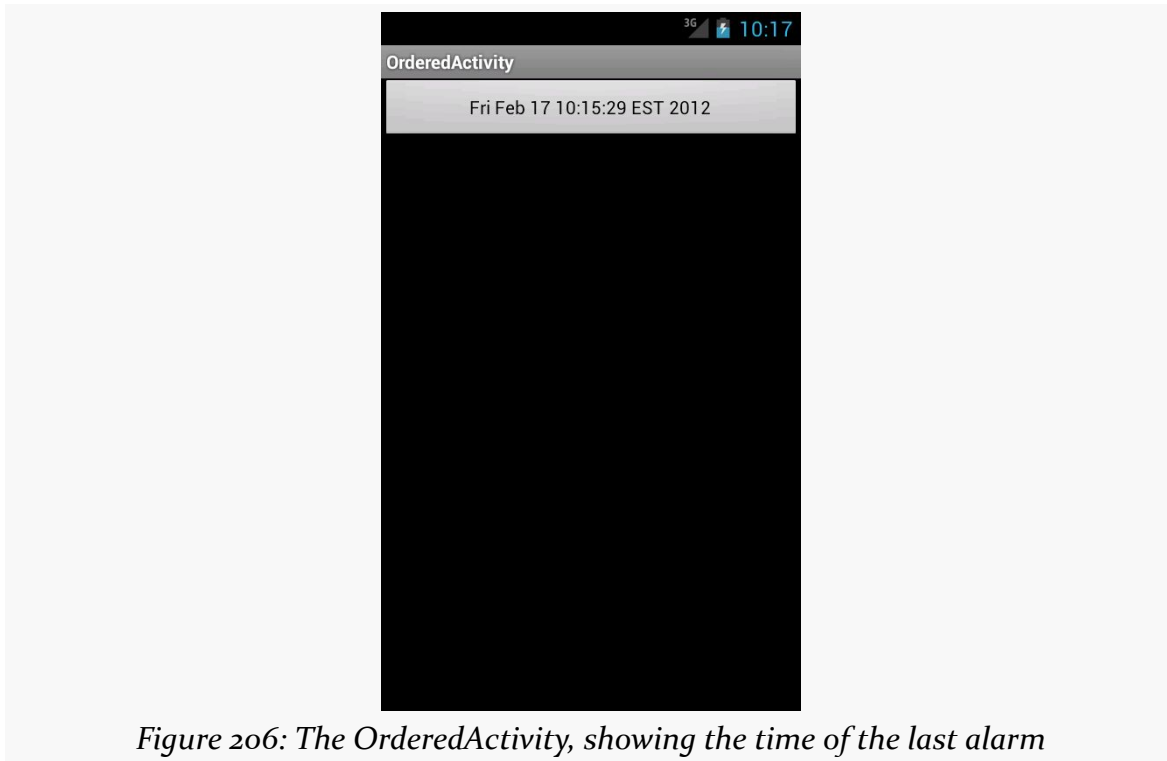 3G 10:17
OrderedActivity
Fri Feb 17 10:15:29 EST 2012
Figure 206: The OrderedActivity, showing the time of the last alarm